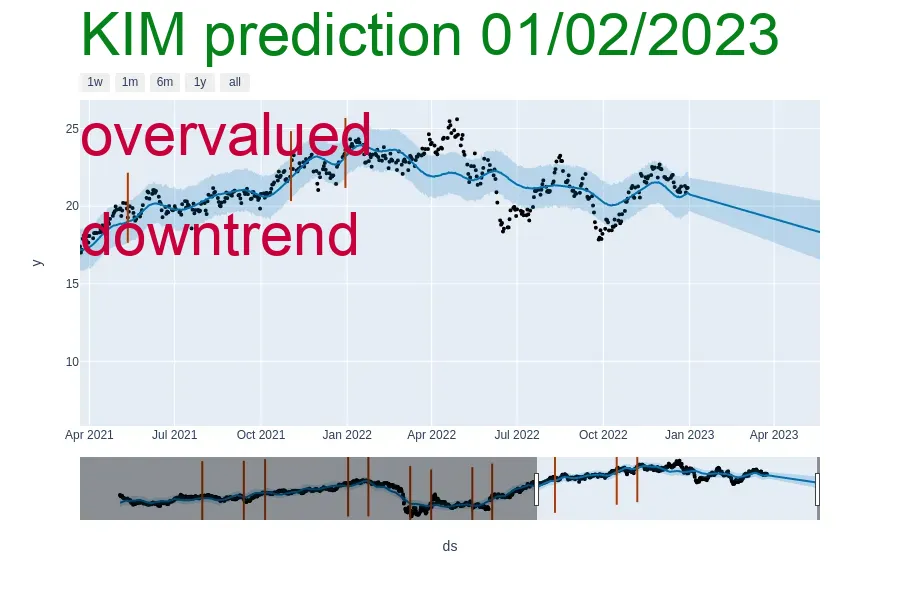 KIM prediction 01/02/2023
1w 1m 6m 1y all
overvalued
downtrend
25
20
15
10
y
Apr 2021 Jul 2021 Oct 2021 Jan 2022 Apr 2022 Jul 2022 Oct 2022 Jan 2023 Apr 2023
ds